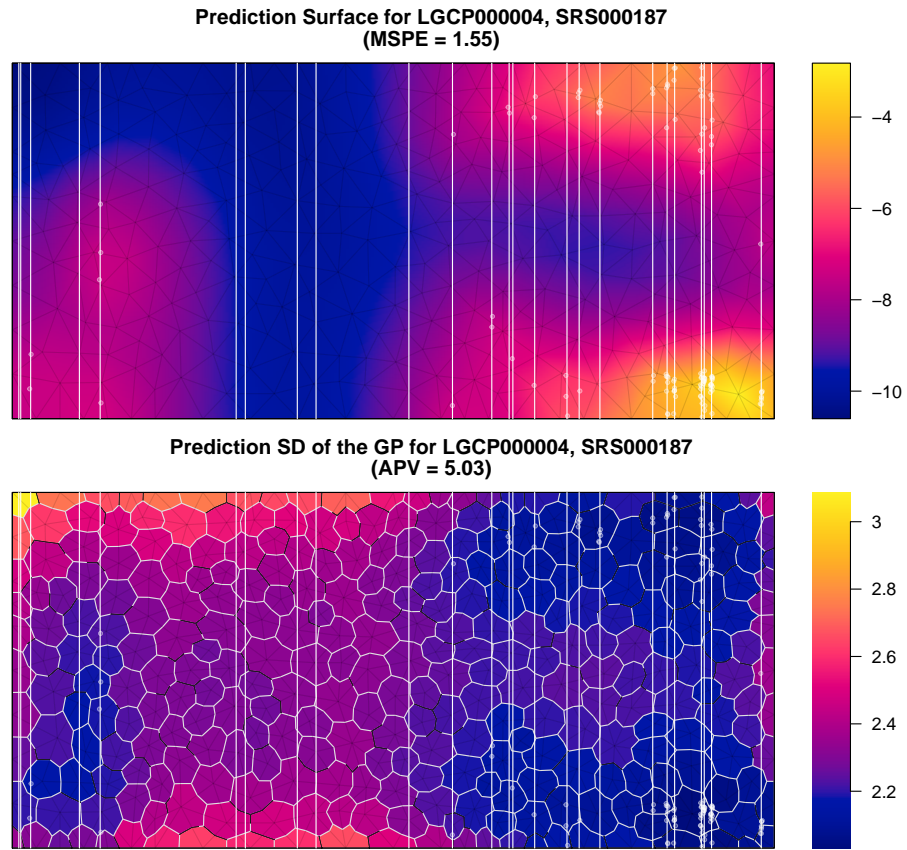 Prediction Surface for LGCP000004, SRS000187
(MSPE = 1.55)
−4
−6
−8
−10
Prediction SD of the GP for LGCP000004, SRS000187
(APV = 5.03)
3
2.8
2.6
2.4
2.2